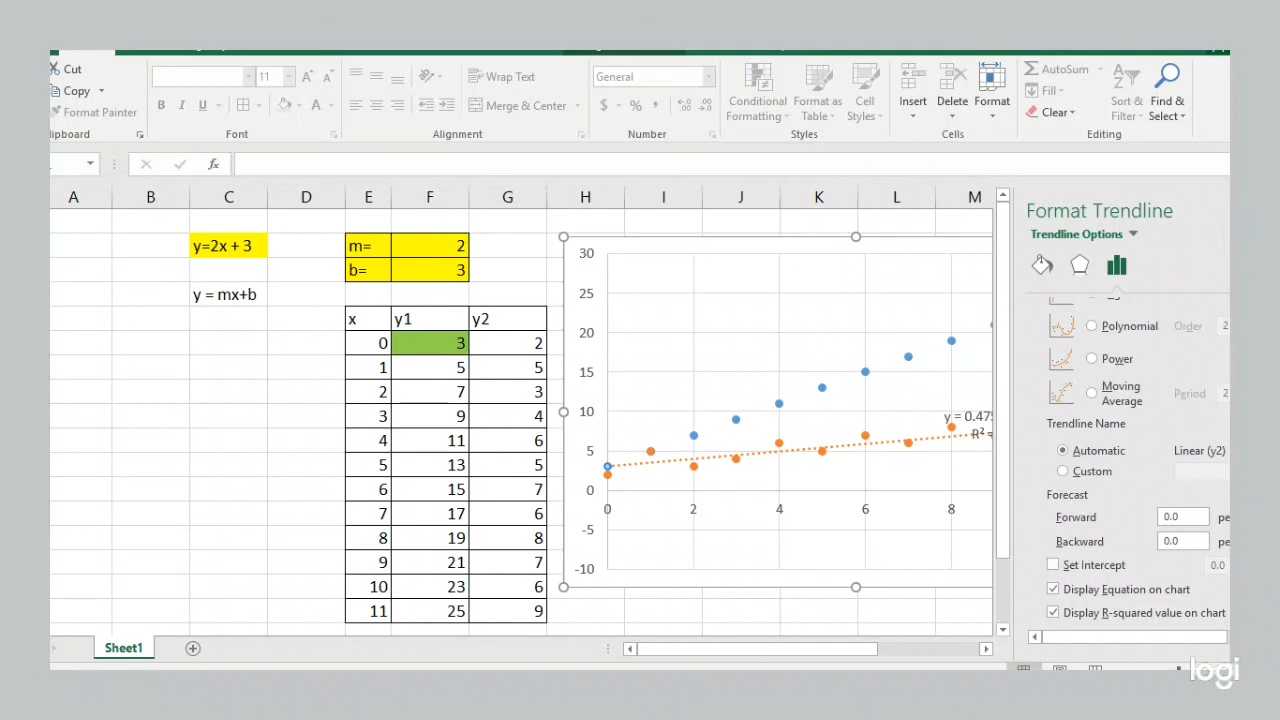 Cut
Copy
Format Painter
11
Wrap Text
Merge & Center
General
Conditional Formatting
Format as Table
Cell Styles
Insert
Delete
Format
AutoSum
Fill
Clear
Sort & Filter
Find & Select
lipboard
Font
Alignment
Number
Styles
Cells
Editing
fx
A B C D E F G H I J K L M
y=2x + 3
m= 2
b= 3
y = mx+b
x y1 y2
0 3 2
1 5 5
2 7 3
3 9 4
4 11 6
5 13 5
6 15 7
7 17 6
8 19 8
9 21 7
10 23 6
11 25 9
30
25
20
15
10
5
0
-5
-10
0 2 4 6 8
y = 0.475
R² =
Format Trendline
Trendline Options
Polynomial Order 2
Power
Moving Average Period 2
Trendline Name
Automatic Linear (y2)
Custom
Forecast
Forward 0.0 pe
Backward 0.0 pe
Set Intercept 0.0
Display Equation on chart
Display R-squared value on chart
Sheet1
logi